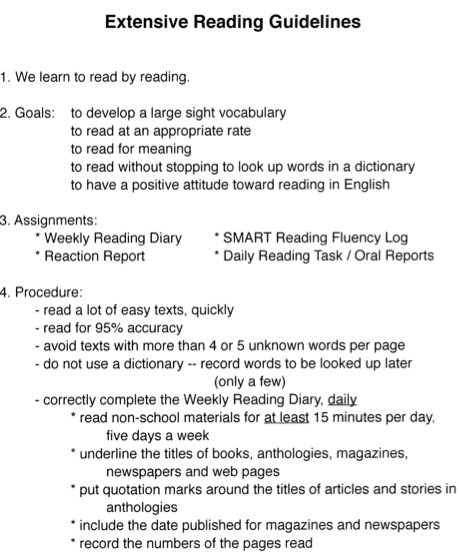 Extensive Reading Guidelines
1. We learn to read by reading.
2. Goals: to develop a large sight vocabulary
to read at an appropriate rate
to read for meaning
to read without stopping to look up words in a dictionary
to have a positive attitude toward reading in English
3. Assignments:
* Weekly Reading Diary * SMART Reading Fluency Log
* Reaction Report * Daily Reading Task / Oral Reports
4. Procedure:
- read a lot of easy texts, quickly
- read for 95% accuracy
- avoid texts with more than 4 or 5 unknown words per page
- do not use a dictionary -- record words to be looked up later
(only a few)
- correctly complete the Weekly Reading Diary, daily
* read non-school materials for at least 15 minutes per day,
five days a week
* underline the titles of books, anthologies, magazines,
newspapers and web pages
* put quotation marks around the titles of articles and stories in
anthologies
* include the date published for magazines and newspapers
* record the numbers of the pages read